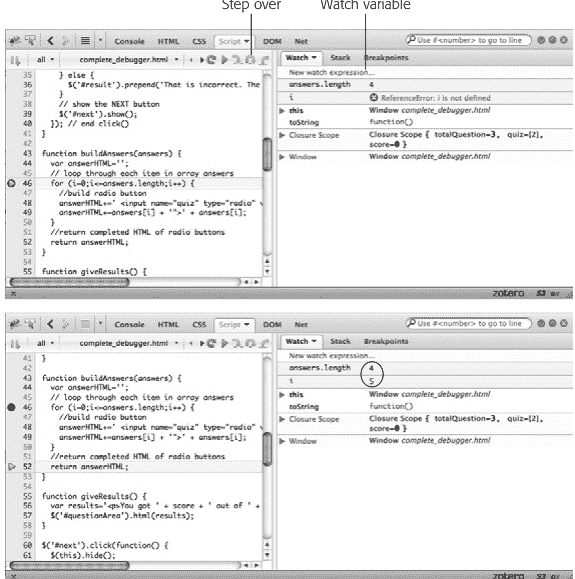 Step over Watch variable
Console HTML CSS Script DOM Net
Use #<number> to go to line
all complete_debugger.html
Watch Stack Breakpoints
35 } else {
36 $('#result').prepend('That is incorrect. The
37 }
38 // show the NEXT button
39 $('#next').show();
40 }); // end click()
41 }
42
43 function buildAnswers(answers) {
44 var answerHTML='';
45 // loop through each item in array answers
46 for (i=0;i<=answers.length;i++) {
47 //build radio button
48 answerHTML+=' <input name="quiz" type="radio"
49 answerHTML+=answers[i] + '">' + answers[i];
50 }
51 //return completed HTML of radio buttons
52 return answerHTML;
53 }
54
55 function giveResults() {
New watch expression...
answers.length 4
i ReferenceError: i is not defined
this Window complete_debugger.html
toString function()
Closure Scope Closure Scope { totalQuestion=3, quiz=[2],
score=0 }
Window Window complete_debugger.html
zotero
Console HTML CSS Script DOM Net
Use #<number> to go to line
all complete_debugger.html
Watch Stack Breakpoints
41 }
42
43 function buildAnswers(answers) {
44 var answerHTML='';
45 // loop through each item in array answers
46 for (i=0;i<=answers.length;i++) {
47 //build radio button
48 answerHTML+=' <input name="quiz" type="radio"
49 answerHTML+=answers[i] + '">' + answers[i];
50 }
51 //return completed HTML of radio buttons
52 return answerHTML;
53 }
54
55 function giveResults() {
56 var results='<p>You got ' + score + ' out of ' +
57 $('#questionArea').html(results);
58 }
59
60 $('#next').click(function() {
61 $(this).hide();
New watch expression...
answers.length 4
i 5
this Window complete_debugger.html
toString function()
Closure Scope Closure Scope { totalQuestion=3, quiz=[2],
score=0 }
Window Window complete_debugger.html
zotero